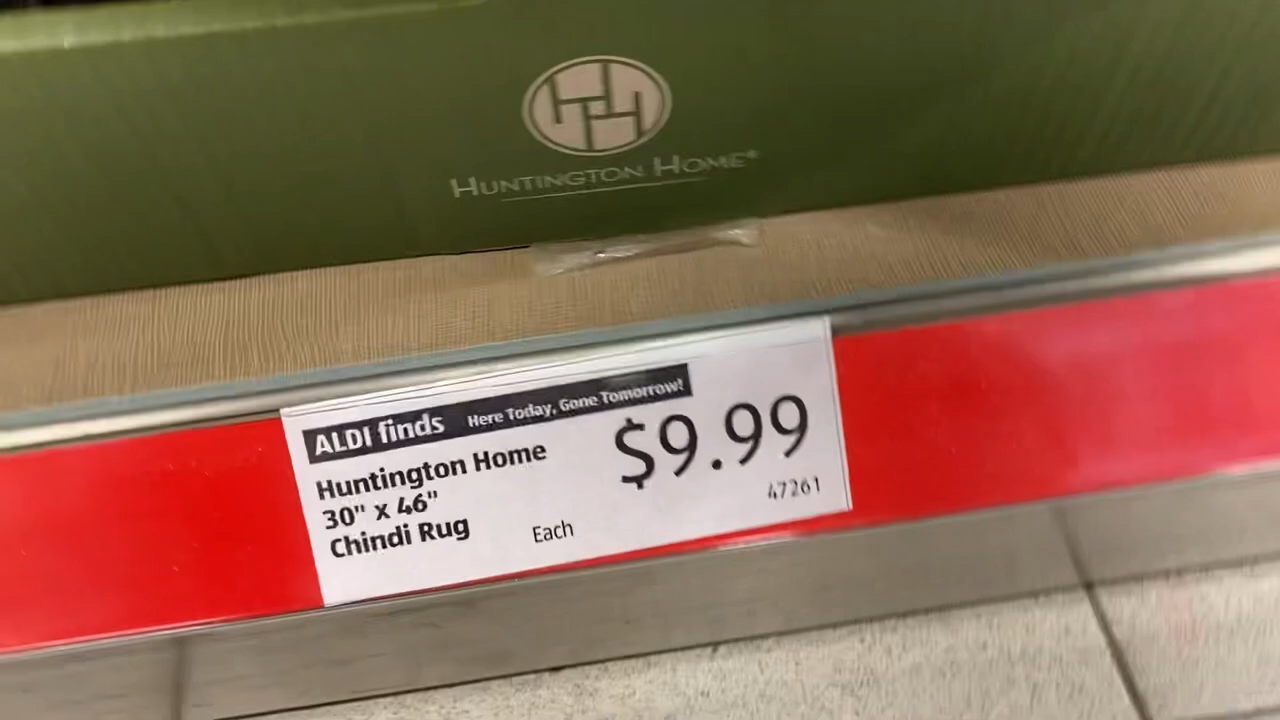 HUNTINGTON HOME®
ALDI finds Here Today, Gone Tomorrow!
Huntington Home
30" x 46"
Chindi Rug
Each
$9.99
47261